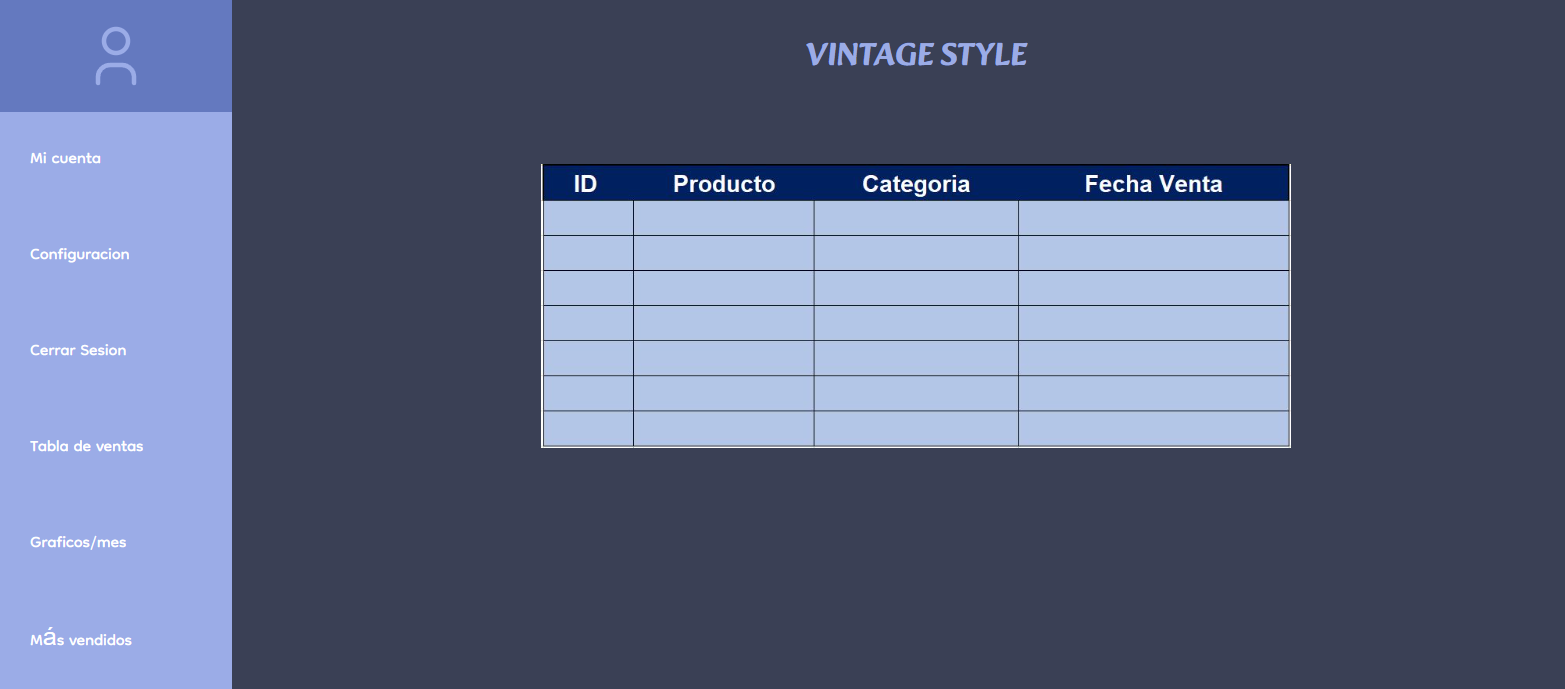 VINTAGE STYLE
Mi cuenta
Configuracion
Cerrar Sesion
Tabla de ventas
Graficos/mes
Más vendidos
ID Producto Categoria Fecha Venta